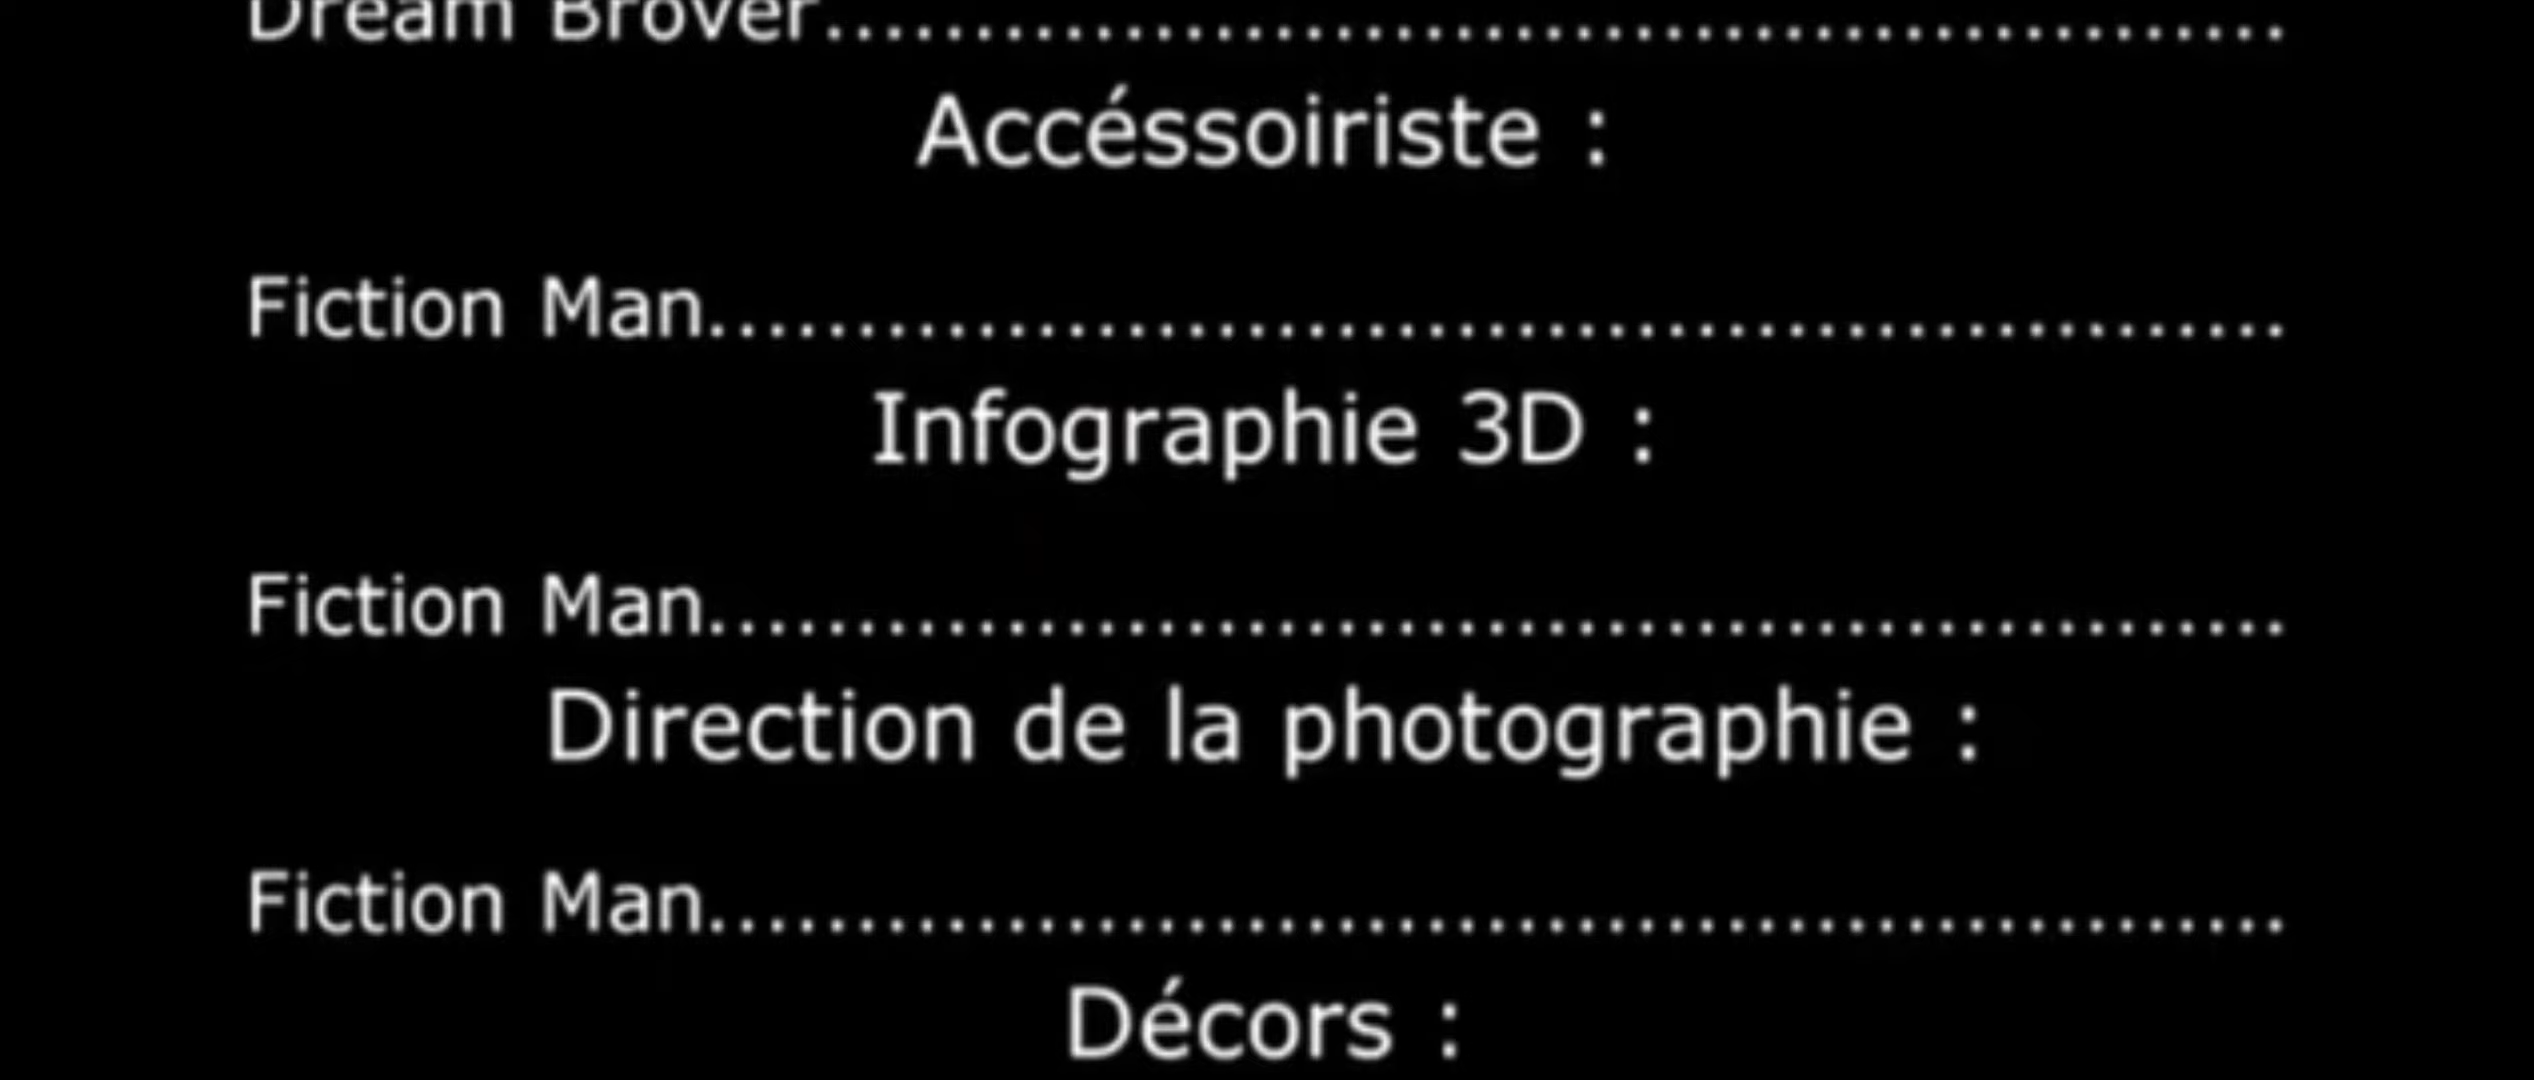 Dream Brover.................................................
Accéssoiriste :
Fiction Man.....................................................
Infographie 3D :
Fiction Man.....................................................
Direction de la photographie :
Fiction Man.....................................................
Décors :